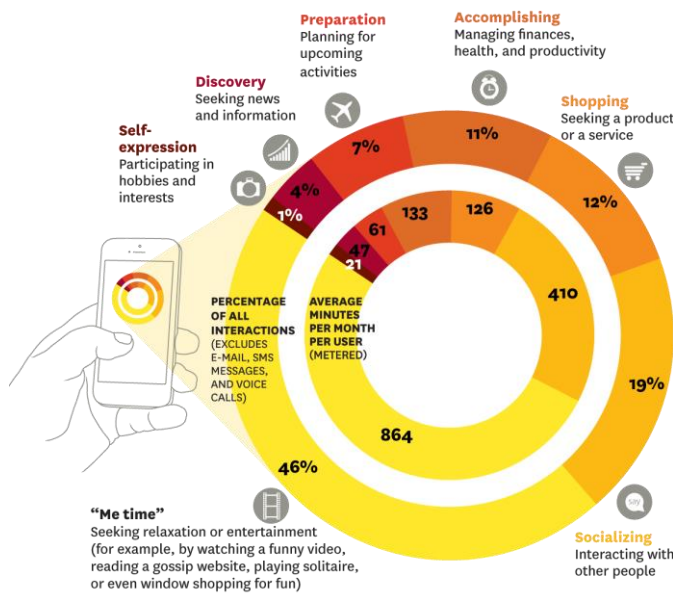 Preparation
Planning for
upcoming
activities
Accomplishing
Managing finances,
health, and productivity
Discovery
Seeking news
and information
Shopping
Seeking a product
or a service
Self-
expression
Participating in
hobbies and
interests
1%
4%
7%
11%
12%
19%
46%
21
47
61
133
126
410
864
PERCENTAGE
OF ALL
INTERACTIONS
(EXCLUDES
E-MAIL, SMS
MESSAGES,
AND VOICE
CALLS)
AVERAGE
MINUTES
PER MONTH
PER USER
(METERED)
"Me time"
Seeking relaxation or entertainment
(for example, by watching a funny video,
reading a gossip website, playing solitaire,
or even window shopping for fun)
say
Socializing
Interacting with
other people